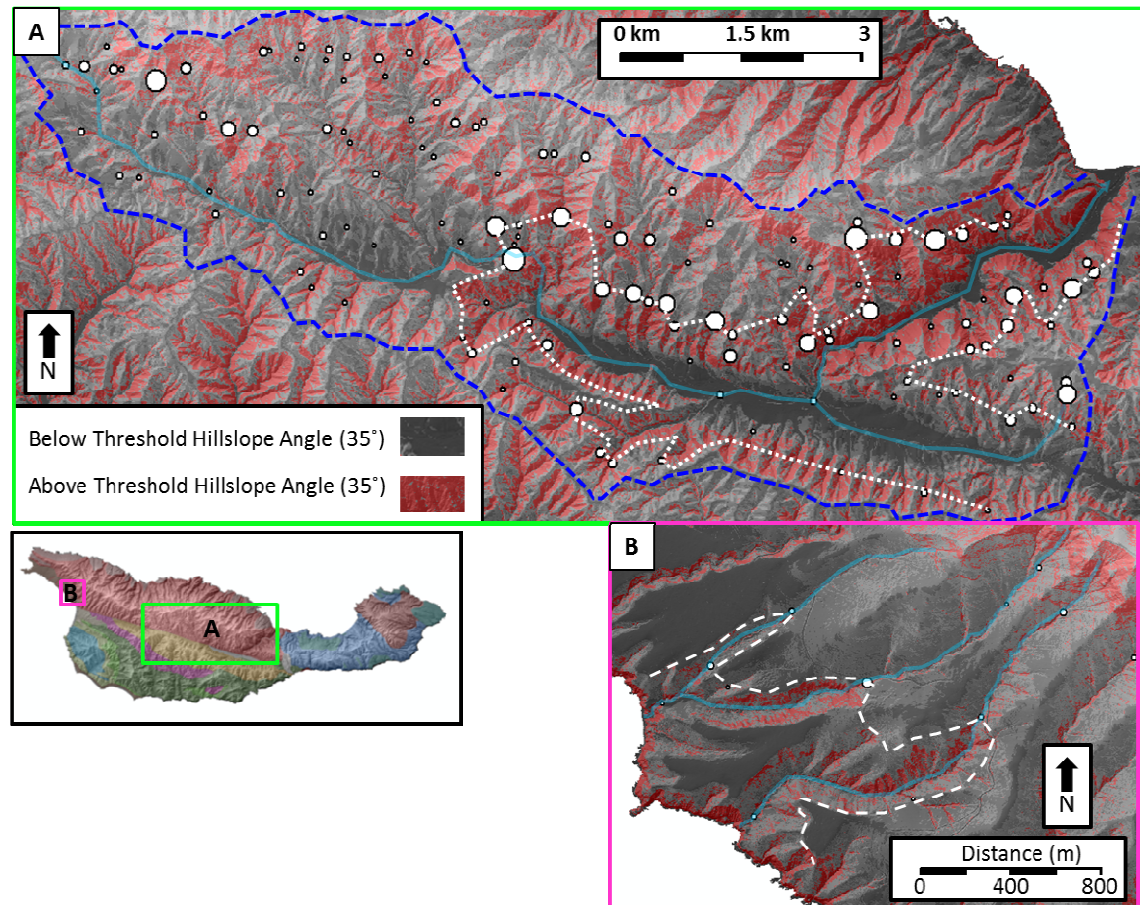 A
0 km 1.5 km 3
N
Below Threshold Hillslope Angle (35˚)
Above Threshold Hillslope Angle (35˚)
B
A
B
N
Distance (m)
0 400 800